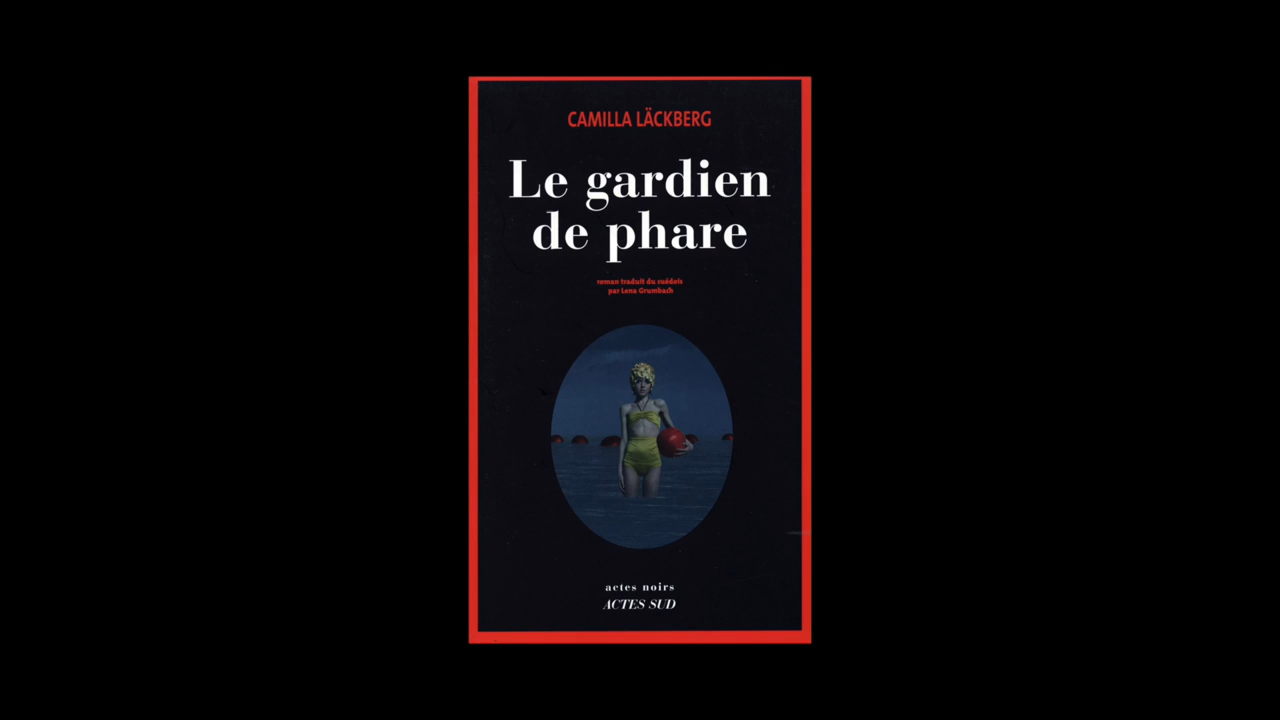 CAMILLA LÄCKBERG
Le gardien
de phare
roman traduit du suédois
par Lena Grumbach
actes noirs
ACTES SUD